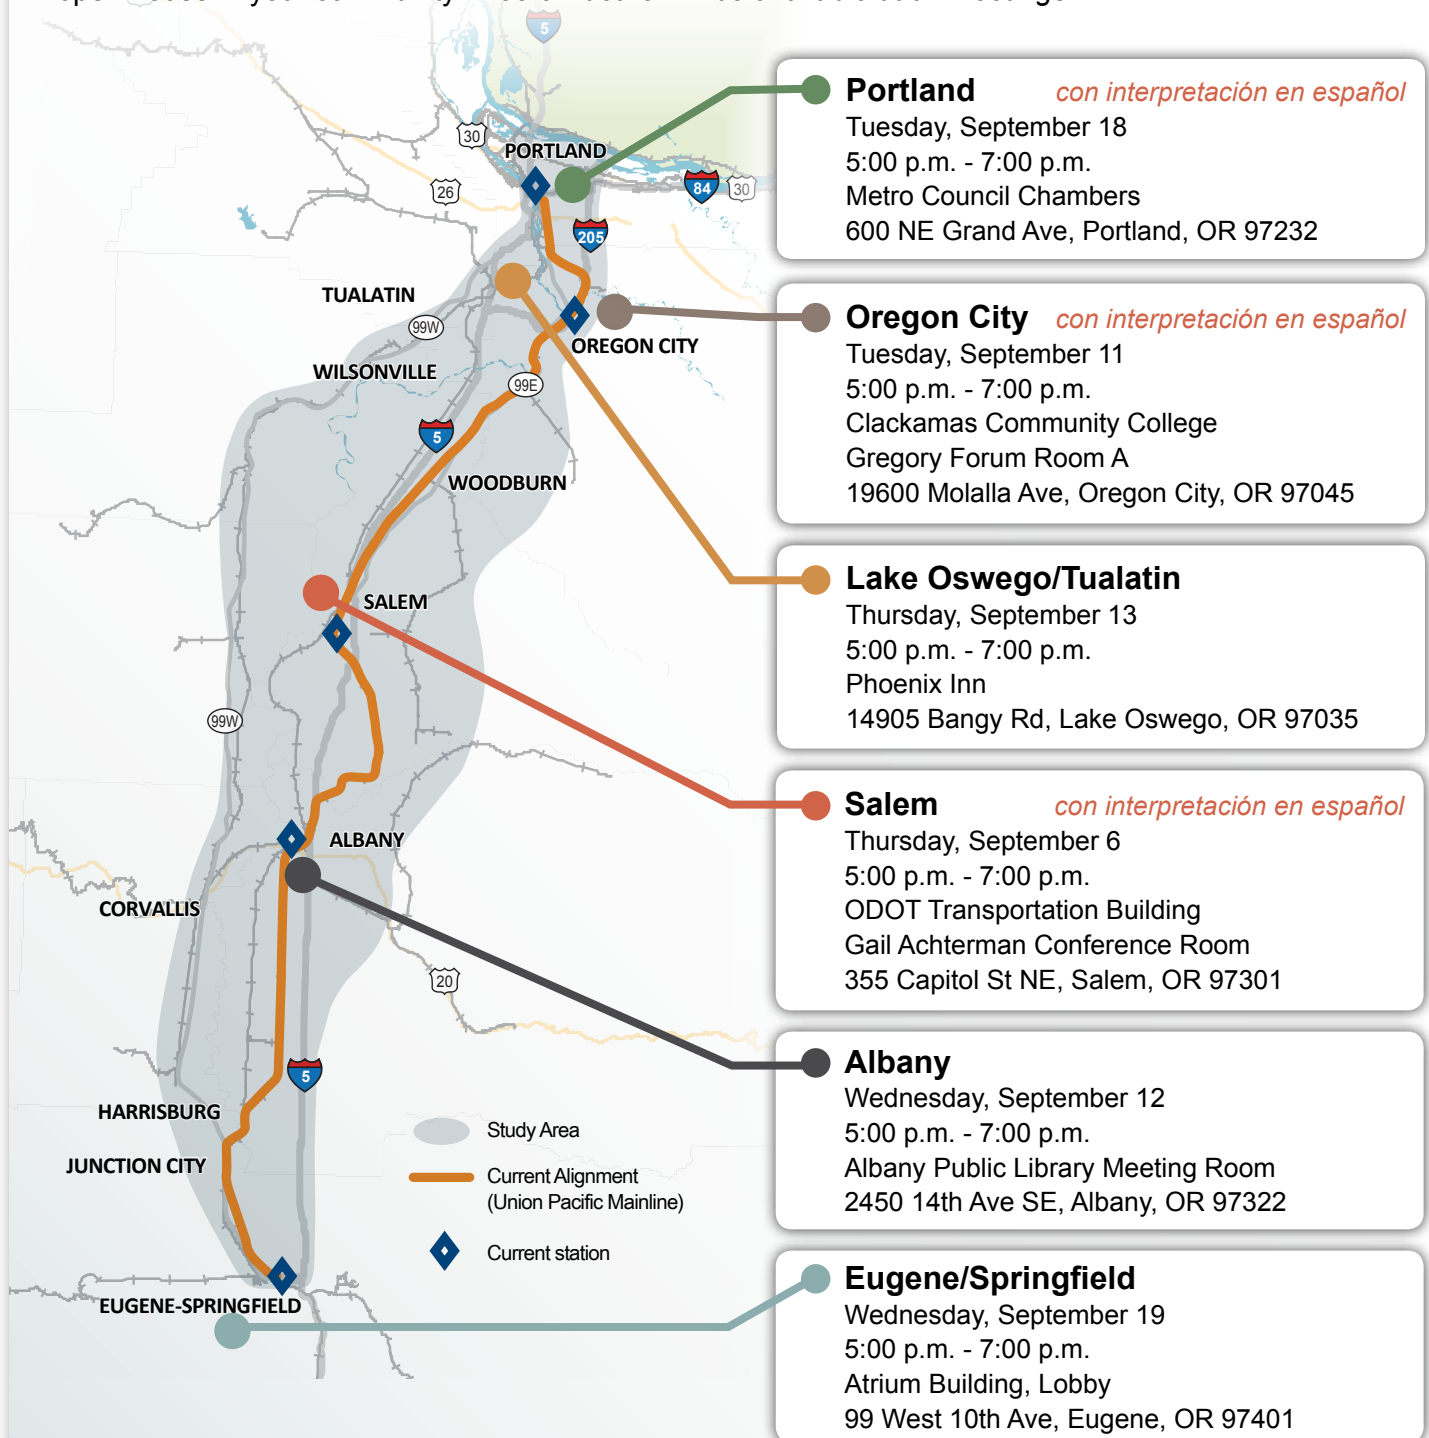 5
30
PORTLAND
26
84
30
205
TUALATIN
99W
OREGON CITY
WILSONVILLE
99E
5
WOODBURN
SALEM
99W
ALBANY
CORVALLIS
20
5
HARRISBURG
JUNCTION CITY
EUGENE-SPRINGFIELD
Study Area
Current Alignment
(Union Pacific Mainline)
Current station
Portland con interpretación en español
Tuesday, September 18
5:00 p.m. - 7:00 p.m.
Metro Council Chambers
600 NE Grand Ave, Portland, OR 97232
Oregon City con interpretación en español
Tuesday, September 11
5:00 p.m. - 7:00 p.m.
Clackamas Community College
Gregory Forum Room A
19600 Molalla Ave, Oregon City, OR 97045
Lake Oswego/Tualatin
Thursday, September 13
5:00 p.m. - 7:00 p.m.
Phoenix Inn
14905 Bangy Rd, Lake Oswego, OR 97035
Salem con interpretación en español
Thursday, September 6
5:00 p.m. - 7:00 p.m.
ODOT Transportation Building
Gail Achterman Conference Room
355 Capitol St NE, Salem, OR 97301
Albany
Wednesday, September 12
5:00 p.m. - 7:00 p.m.
Albany Public Library Meeting Room
2450 14th Ave SE, Albany, OR 97322
Eugene/Springfield
Wednesday, September 19
5:00 p.m. - 7:00 p.m.
Atrium Building, Lobby
99 West 10th Ave, Eugene, OR 97401